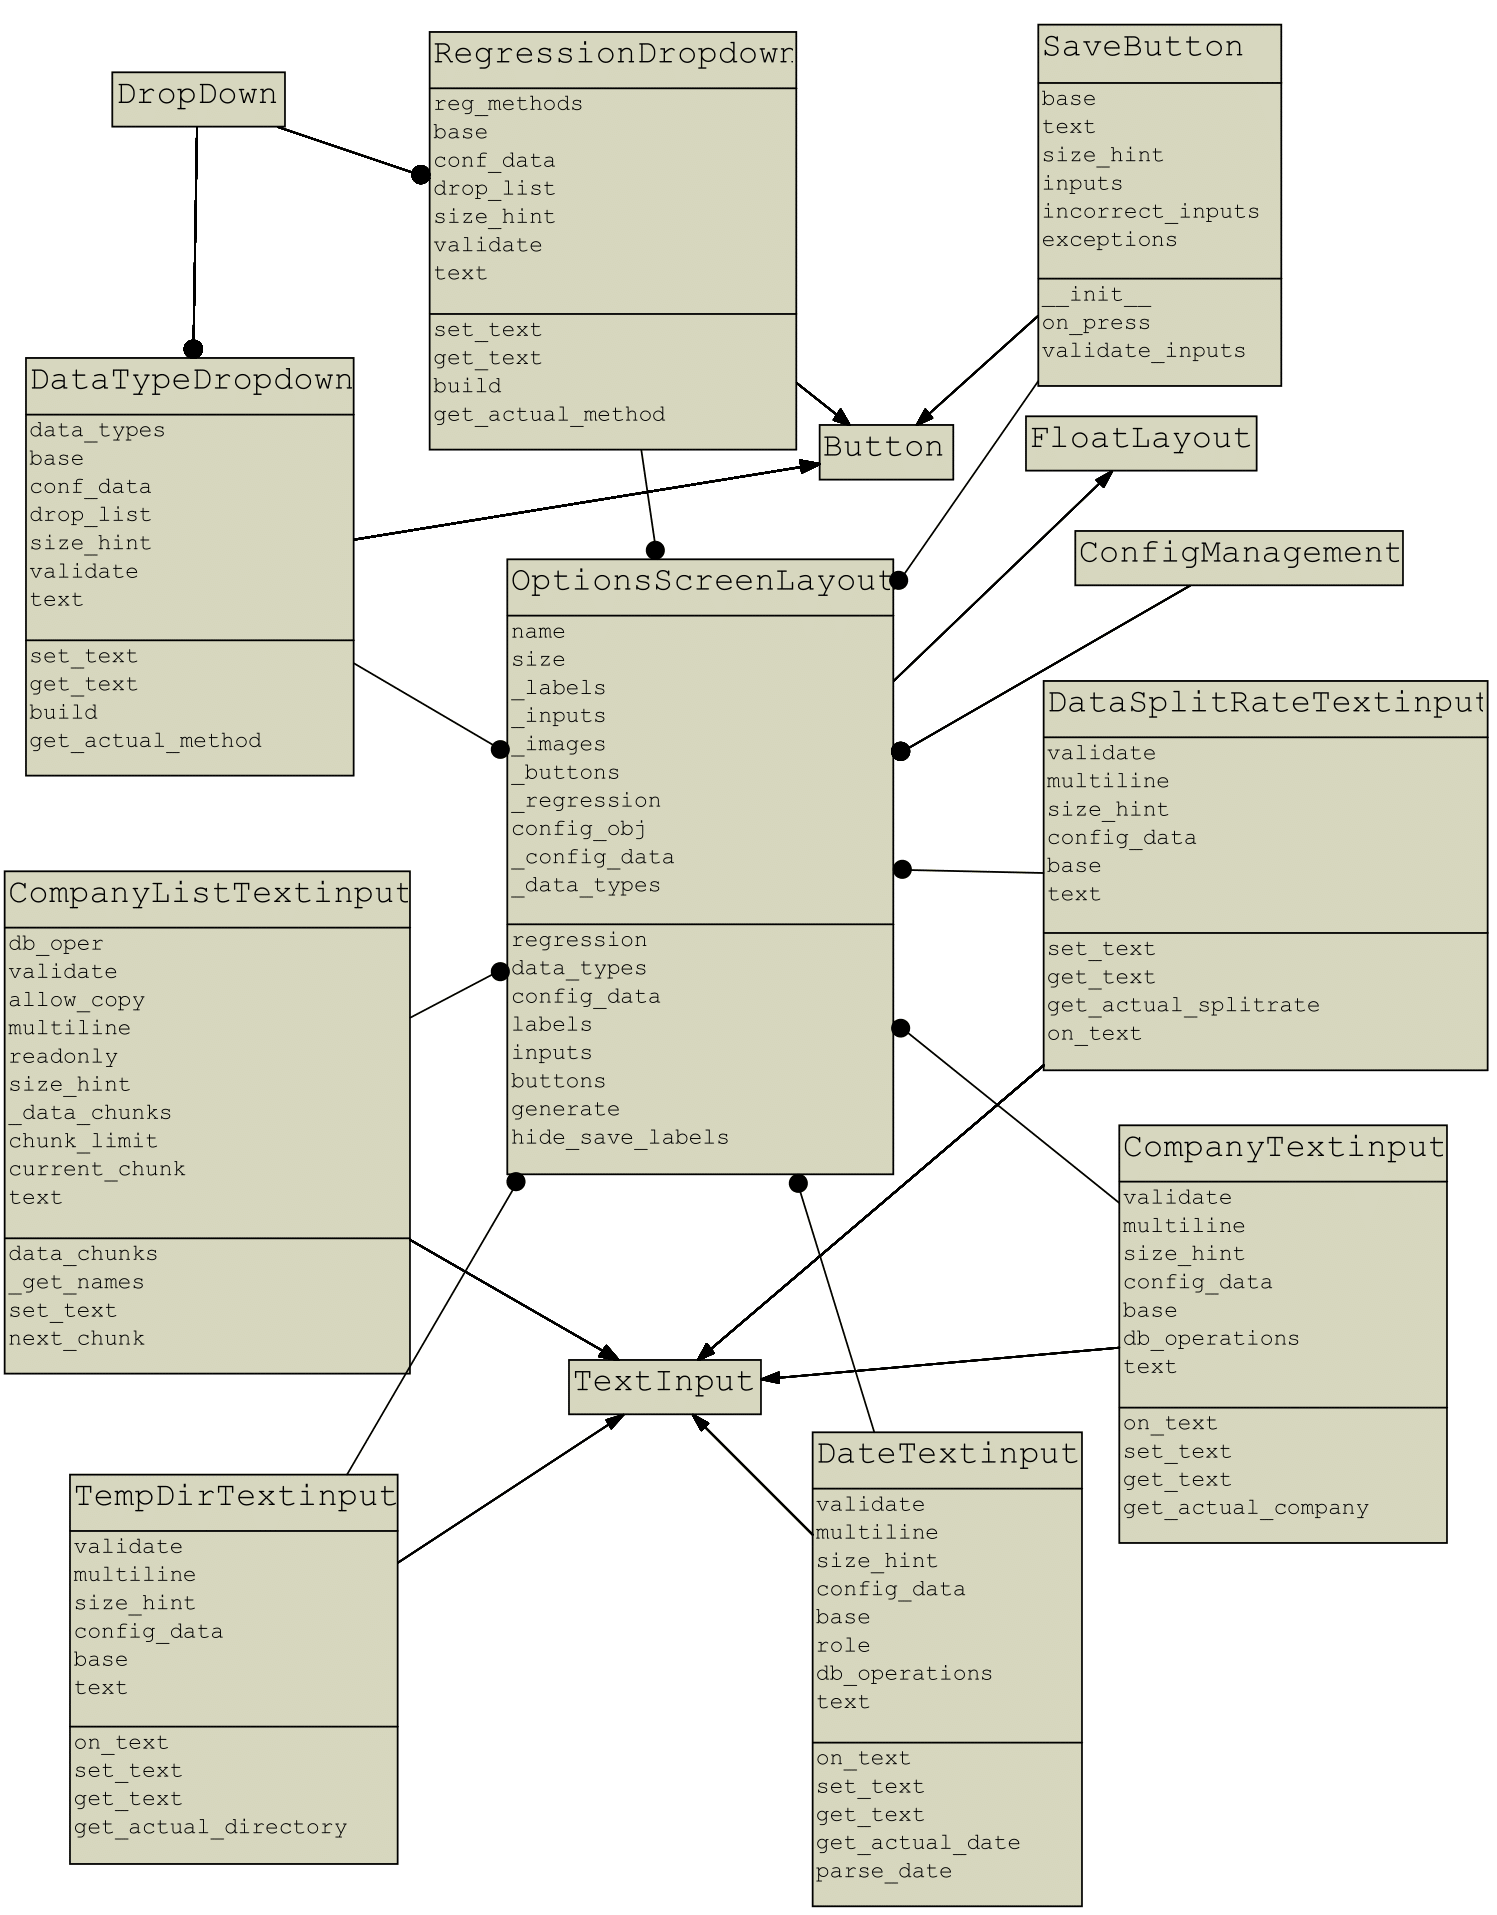 DropDown
RegressionDropdown
reg_methods
base
conf_data
drop_list
size_hint
validate
text
set_text
get_text
build
get_actual_method
SaveButton
base
text
size_hint
inputs
incorrect_inputs
exceptions
__init__
on_press
validate_inputs
DataTypeDropdown
data_types
base
conf_data
drop_list
size_hint
validate
text
set_text
get_text
build
get_actual_method
Button
FloatLayout
ConfigManagement
OptionsScreenLayout
name
size
_labels
_inputs
_images
_buttons
_regression
config_obj
_config_data
_data_types
regression
data_types
config_data
labels
inputs
buttons
generate
hide_save_labels
DataSplitRateTextinput
validate
multiline
size_hint
config_data
base
text
set_text
get_text
get_actual_splitrate
on_text
CompanyListTextinput
db_oper
validate
allow_copy
multiline
readonly
size_hint
_data_chunks
chunk_limit
current_chunk
text
data_chunks
_get_names
set_text
next_chunk
CompanyTextinput
validate
multiline
size_hint
config_data
base
db_operations
text
on_text
set_text
get_text
get_actual_company
TextInput
TempDirTextinput
validate
multiline
size_hint
config_data
base
text
on_text
set_text
get_text
get_actual_directory
DateTextinput
validate
multiline
size_hint
config_data
base
role
db_operations
text
on_text
set_text
get_text
get_actual_date
parse_date